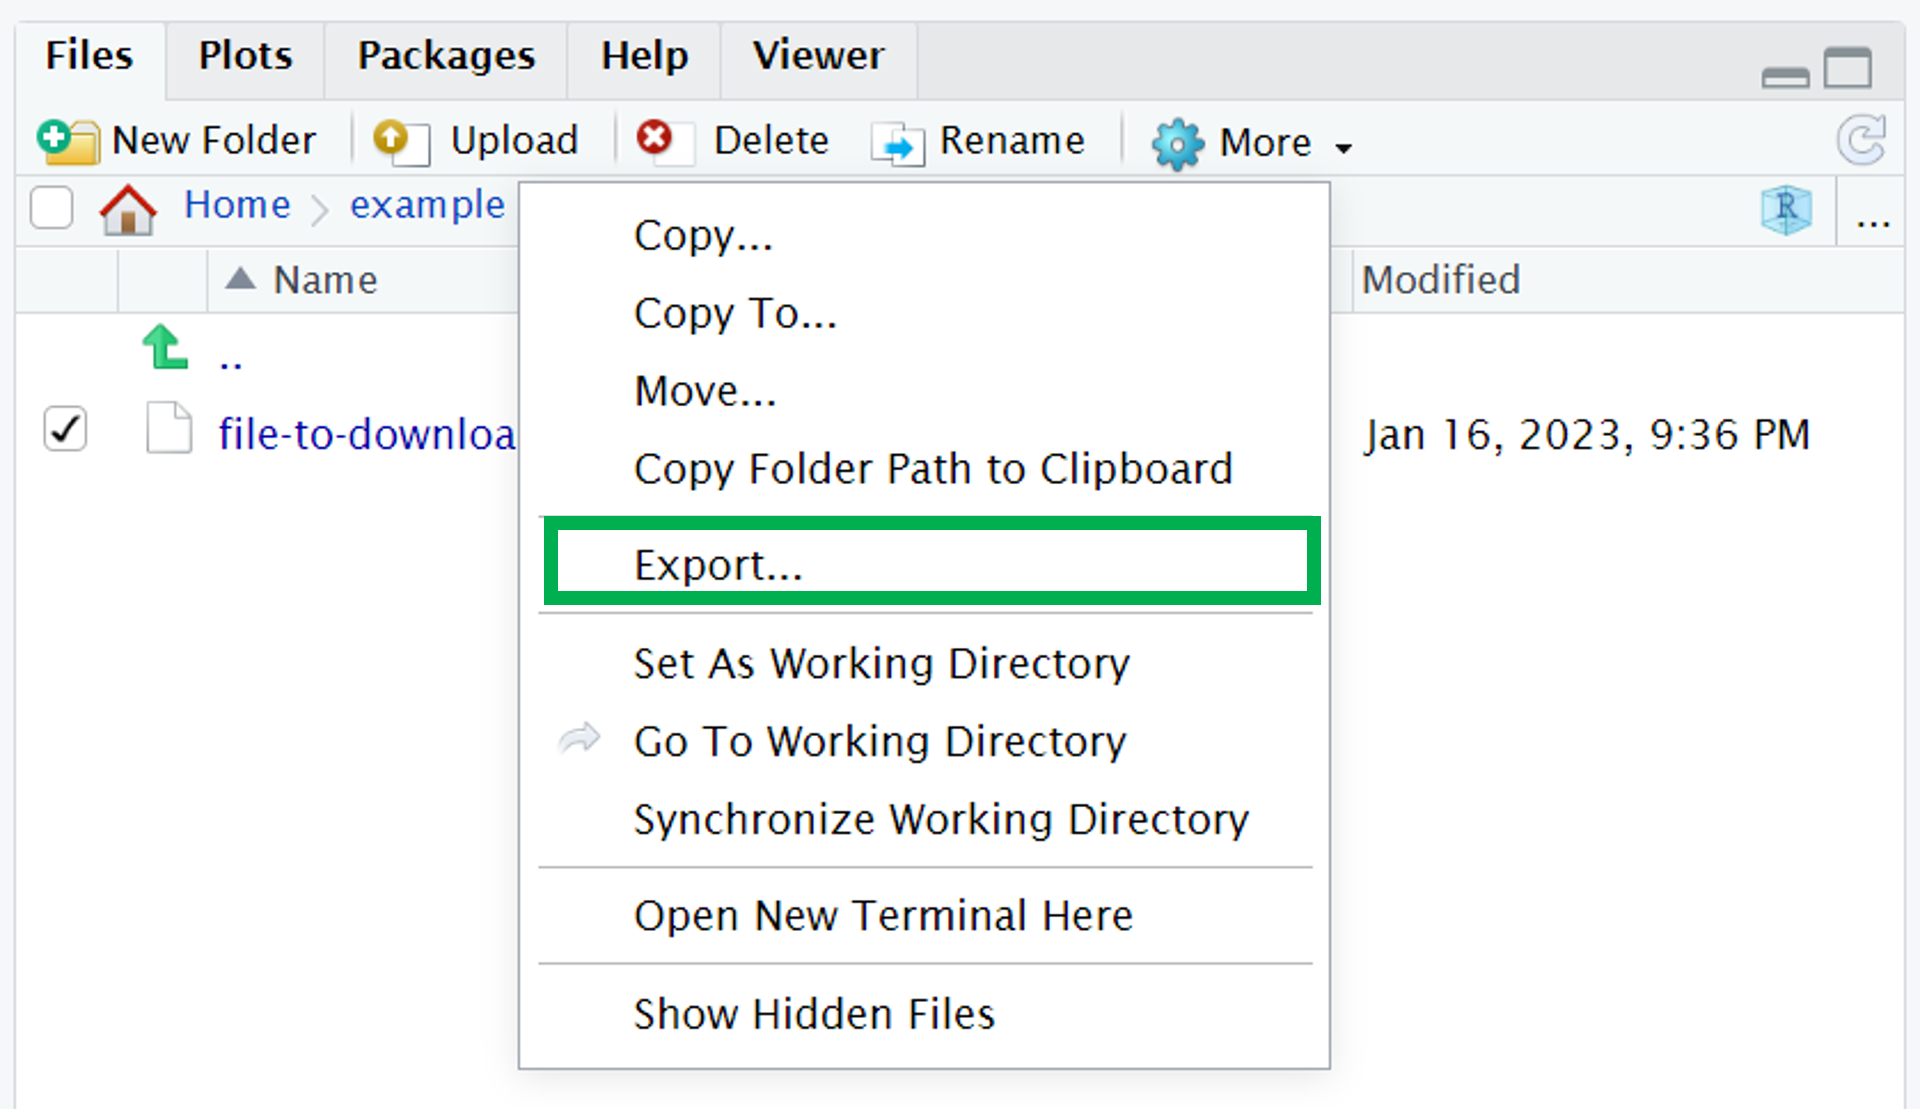 Files Plots Packages Help Viewer
New Folder Upload Delete Rename More
Home example R ...
Name Modified
..
file-to-downloa Jan 16, 2023, 9:36 PM
Copy...
Copy To...
Move...
Copy Folder Path to Clipboard
Export...
Set As Working Directory
Go To Working Directory
Synchronize Working Directory
Open New Terminal Here
Show Hidden Files